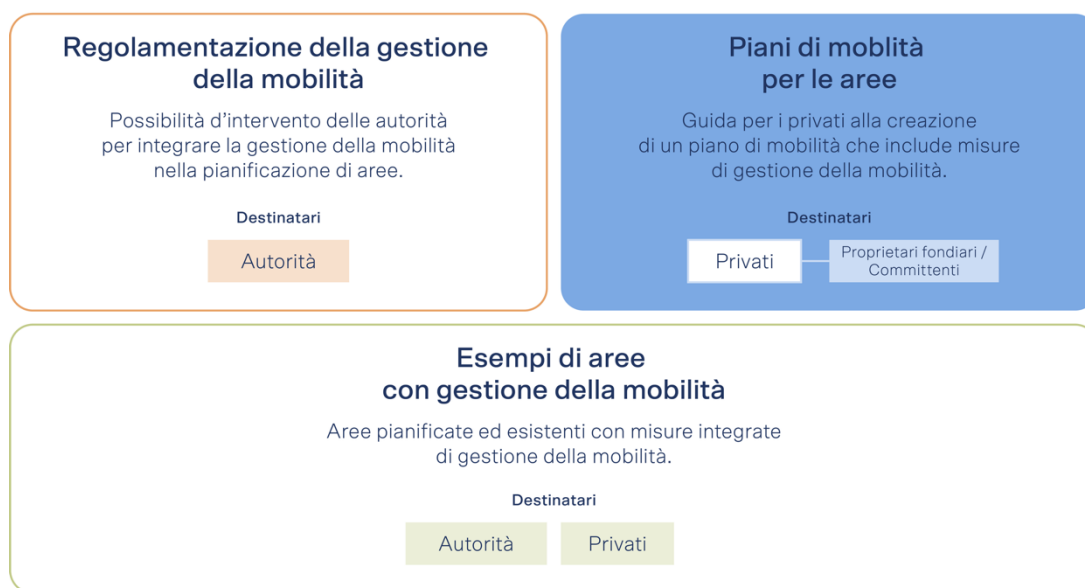 Regolamentazione della gestione
della mobilità
Possibilità d'intervento delle autorità
per integrare la gestione della mobilità
nella pianificazione di aree.
Destinatari
Autorità
Piani di moblità
per le aree
Guida per i privati alla creazione
di un piano di mobilità che include misure
di gestione della mobilità.
Destinatari
Privati
Proprietari fondiari /
Committenti
Esempi di aree
con gestione della mobilità
Aree pianificate ed esistenti con misure integrate
di gestione della mobilità.
Destinatari
Autorità
Privati